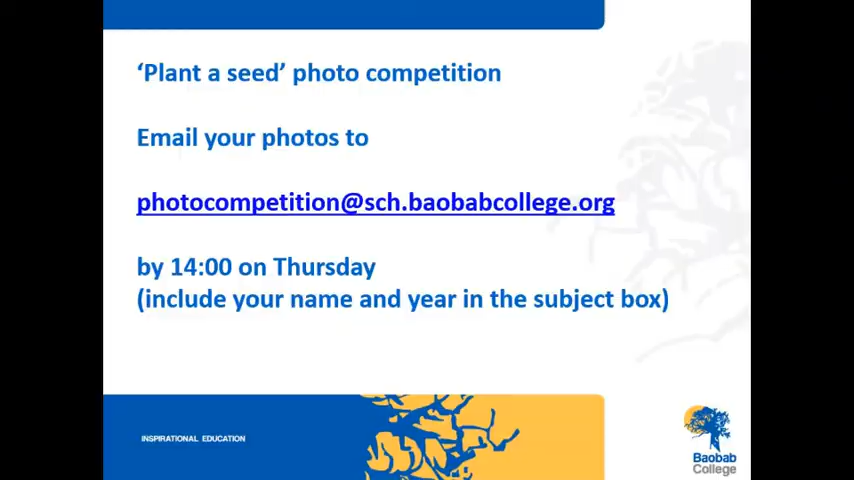 ‘Plant a seed’ photo competition
Email your photos to
photocompetition@sch.baobabcollege.org
by 14:00 on Thursday
(include your name and year in the subject box)
INSPIRATIONAL EDUCATION
Baobab
College